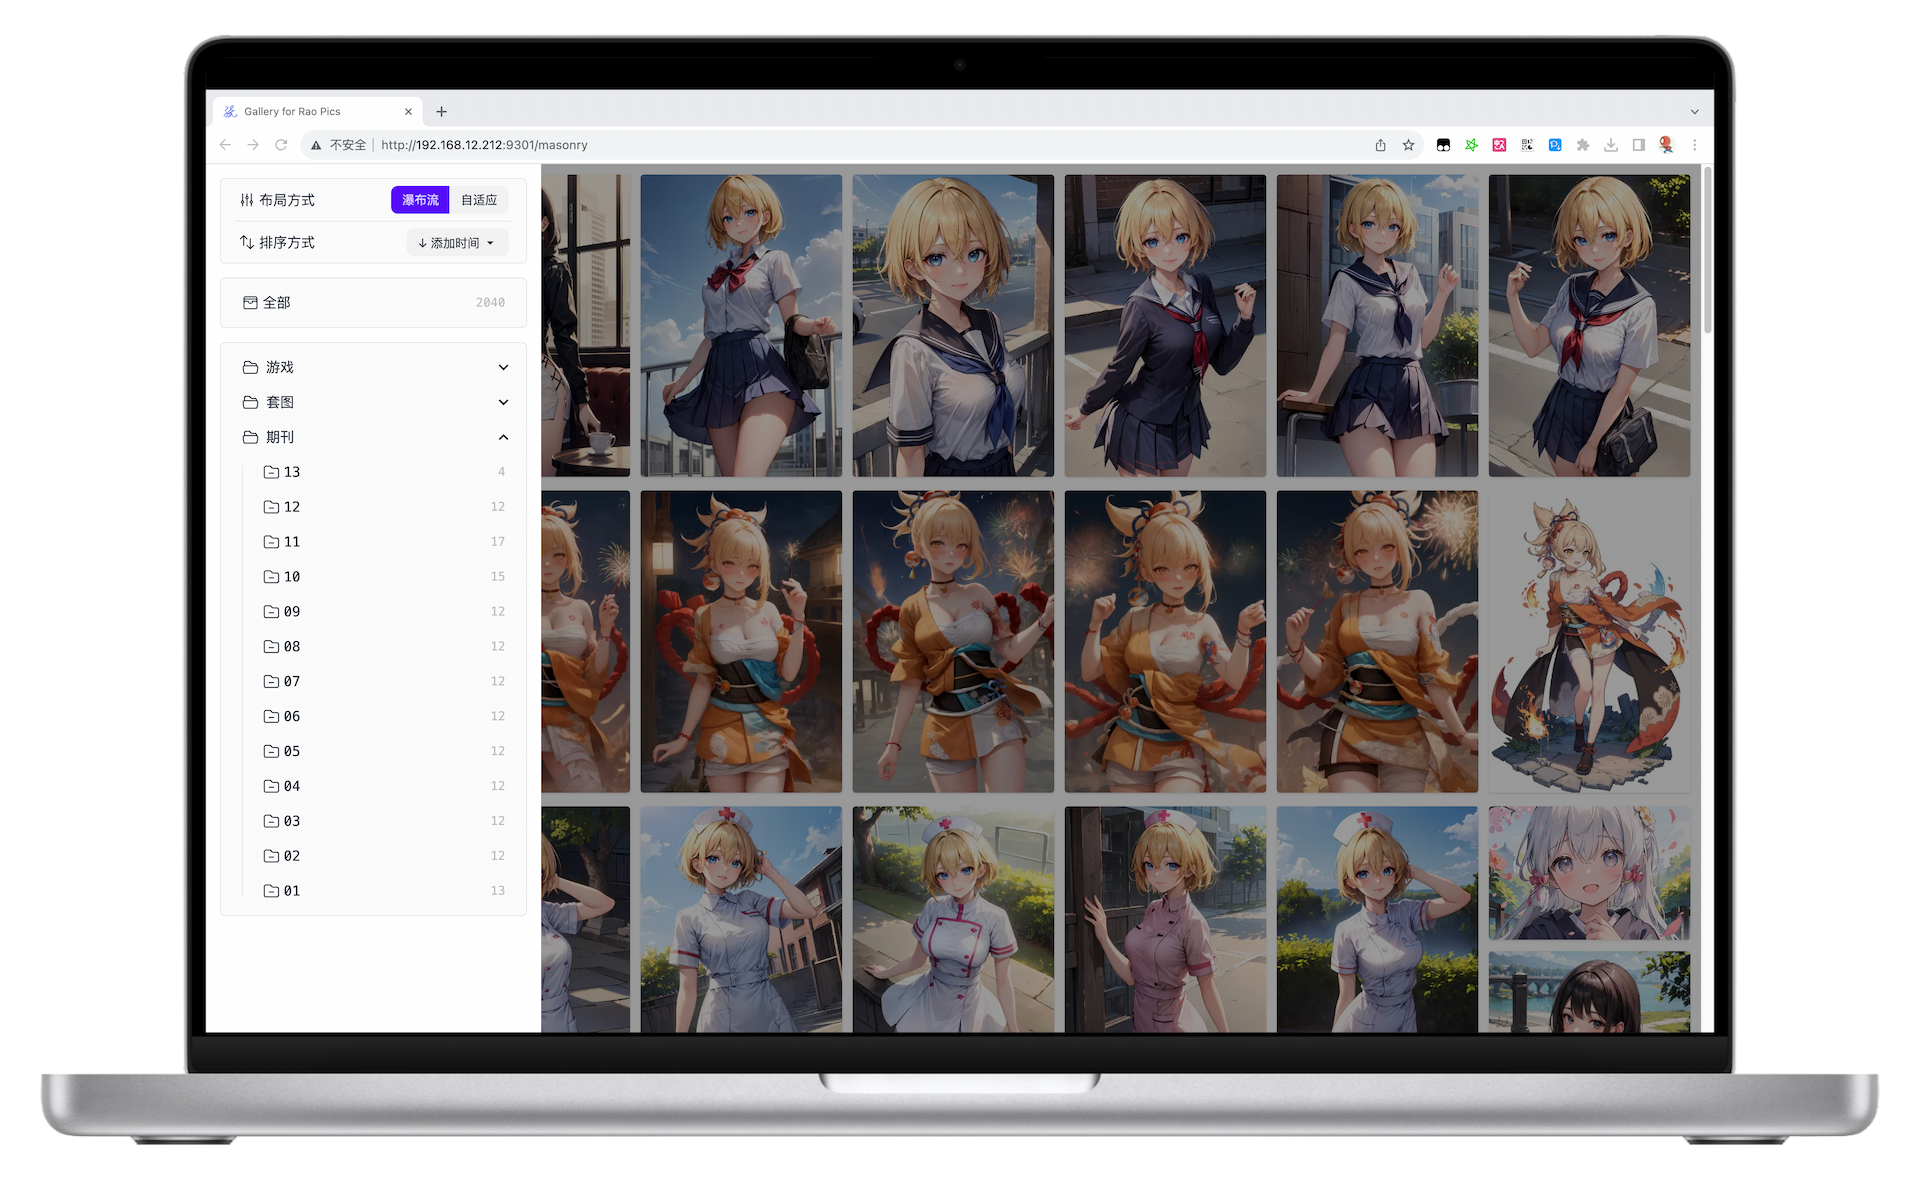 Gallery for Rao Pics
不安全 http://192.168.12.212:9301/masonry
布局方式 瀑布流 自适应
排序方式 ↓ 添加时间
全部 2040
游戏
套图
期刊
13 4
12 12
11 17
10 15
09 12
08 12
07 12
06 12
05 12
04 12
03 12
02 12
01 13